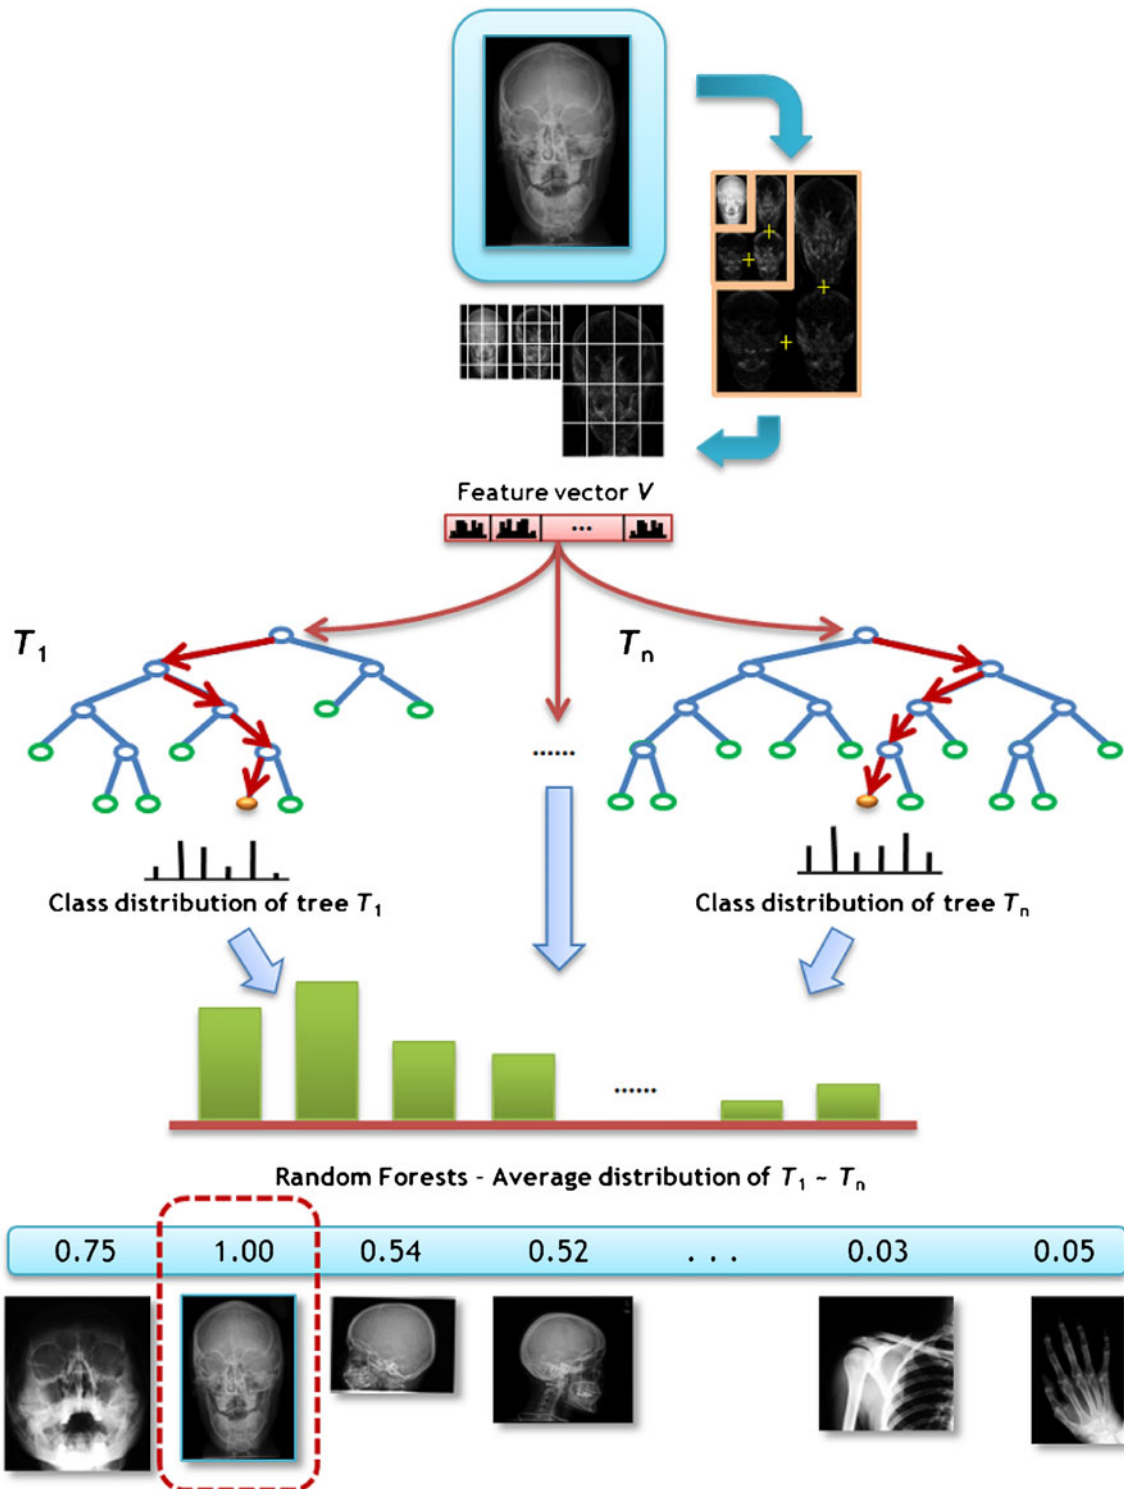 Feature vector V
...
T1
Tn
......
Class distribution of tree T1
Class distribution of tree Tn
......
Random Forests - Average distribution of T1 ~ Tn
0.75 1.00 0.54 0.52 ... 0.03 0.05